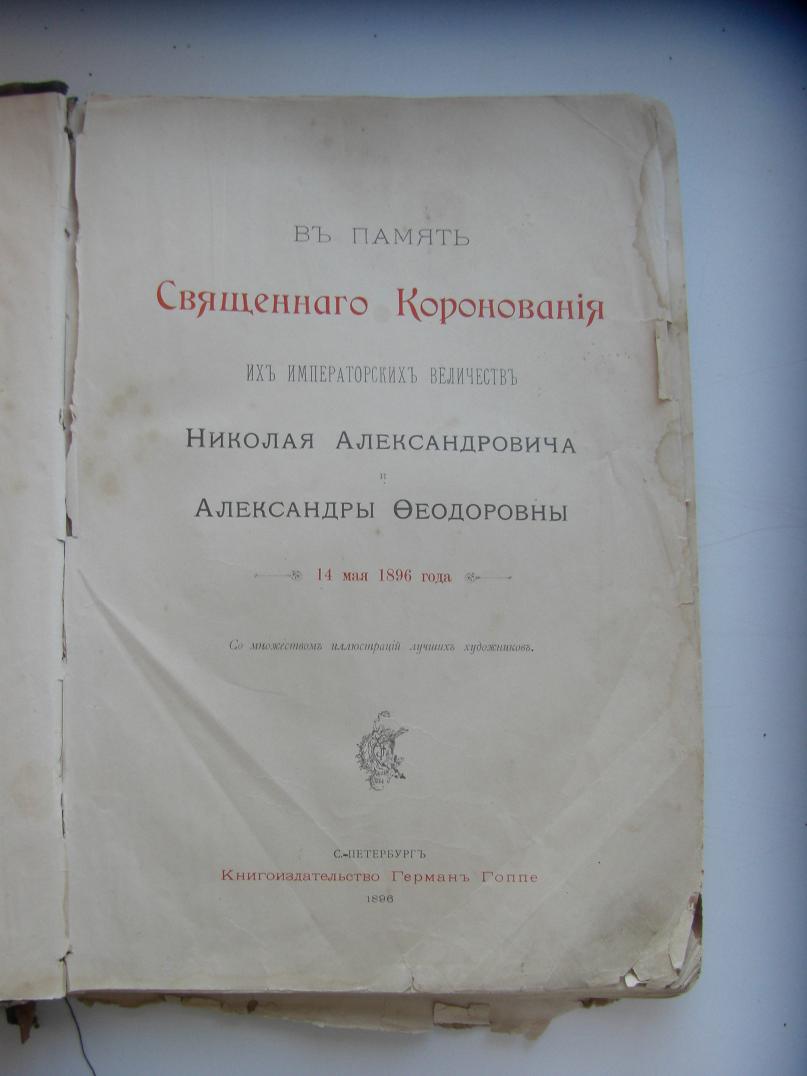 ВЪ ПАМЯТЬ
Священнаго Коронованія
ИХЪ ИМПЕРАТОРСКИХЪ ВЕЛИЧЕСТВЪ
НИКОЛАЯ АЛЕКСАНДРОВИЧА
и
АЛЕКСАНДРЫ ѲЕОДОРОВНЫ
14 мая 1896 года
Со множествомъ иллюстрацій лучшихъ художниковъ.
С.-ПЕТЕРБУРГЪ
Книгоиздательство Германъ Гоппе
1896